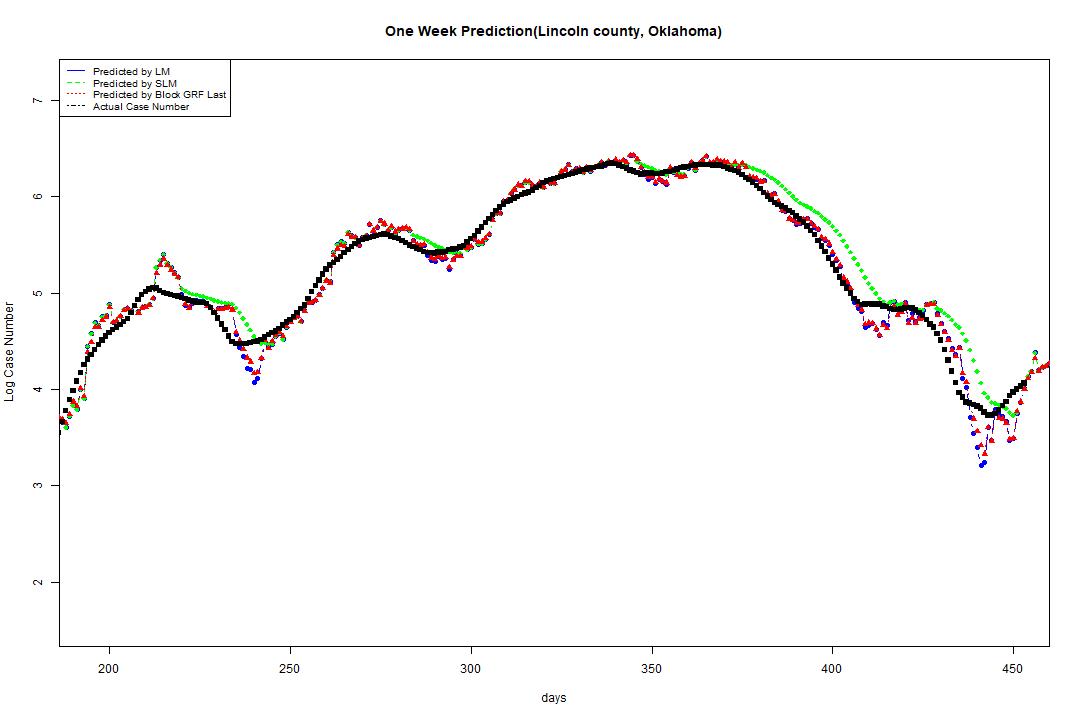 One Week Prediction(Lincoln county, Oklahoma)
Predicted by LM
Predicted by SLM
Predicted by Block GRF Last
Actual Case Number
7
6
5
4
3
2
Log Case Number
200 250 300 350 400 450
days